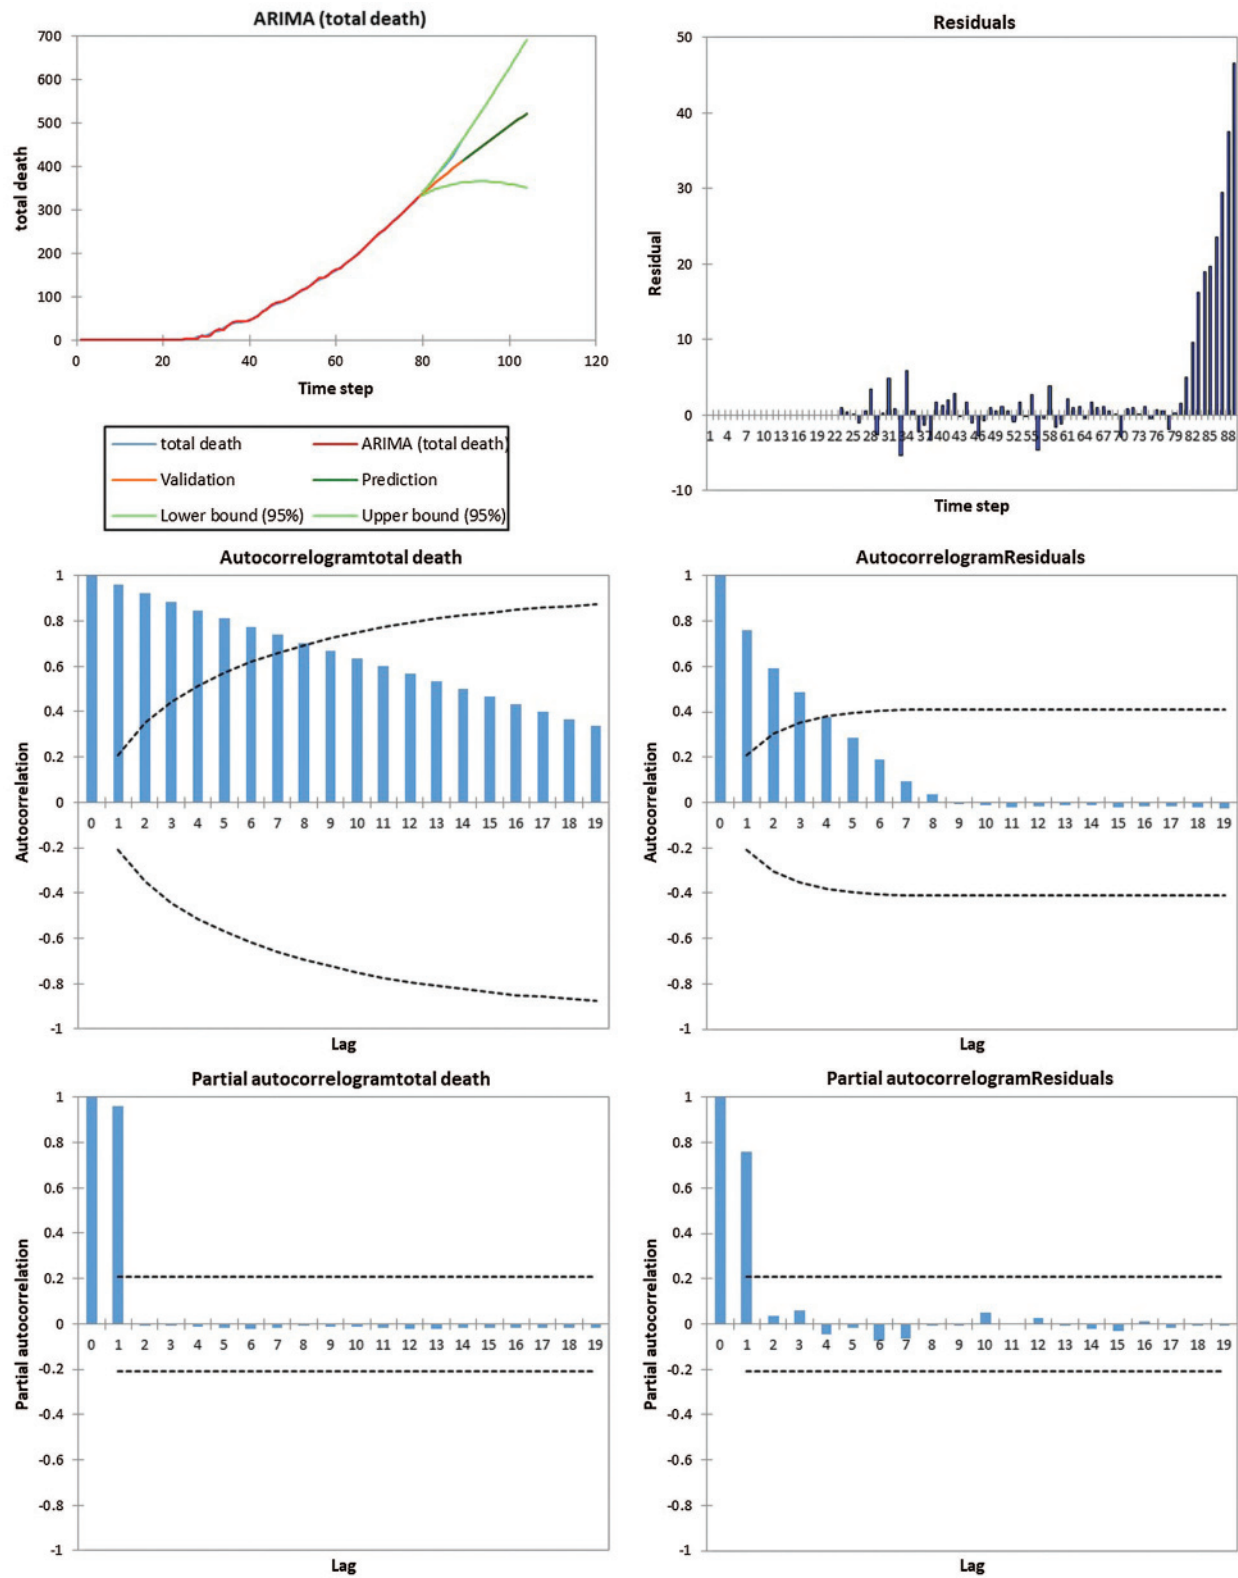 ARIMA (total death)
700
600
500
400
300
200
100
0
total death
0 20 40 60 80 100 120
Time step
total death ARIMA (total death)
Validation Prediction
Lower bound (95%) Upper bound (95%)
Residuals
50
40
30
20
10
0
-10
Residual
1 4 7 10 13 16 19 22 25 28 31 34 37 40 43 46 49 52 55 58 61 64 67 70 73 76 79 82 85 88
Time step
Autocorrelogramtotal death
1
0.8
0.6
0.4
0.2
0
-0.2
-0.4
-0.6
-0.8
-1
Autocorrelation
0 1 2 3 4 5 6 7 8 9 10 11 12 13 14 15 16 17 18 19
Lag
AutocorrelogramResiduals
1
0.8
0.6
0.4
0.2
0
-0.2
-0.4
-0.6
-0.8
-1
Autocorrelation
0 1 2 3 4 5 6 7 8 9 10 11 12 13 14 15 16 17 18 19
Lag
Partial autocorrelogramtotal death
1
0.8
0.6
0.4
0.2
0
-0.2
-0.4
-0.6
-0.8
-1
Partial autocorrelation
0 1 2 3 4 5 6 7 8 9 10 11 12 13 14 15 16 17 18 19
Lag
Partial autocorrelogramResiduals
1
0.8
0.6
0.4
0.2
0
-0.2
-0.4
-0.6
-0.8
-1
Partial autocorrelation
0 1 2 3 4 5 6 7 8 9 10 11 12 13 14 15 16 17 18 19
Lag